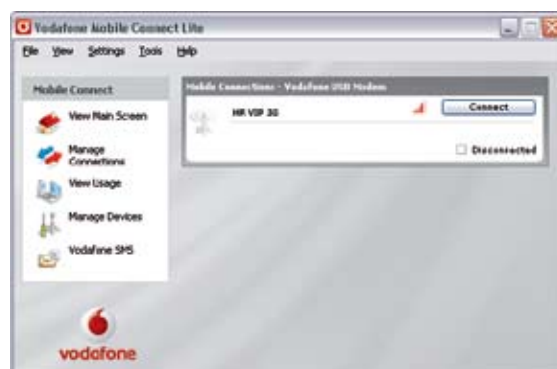 Vodafone Mobile Connect Lite
File View Settings Tools Help
Mobile Connect
View Main Screen
Manage
Connections
View Usage
Manage Devices
Vodafone SMS
vodafone
Mobile Connections - Vodafone USB Modem
HR VIP 3G
Connect
Disconnected